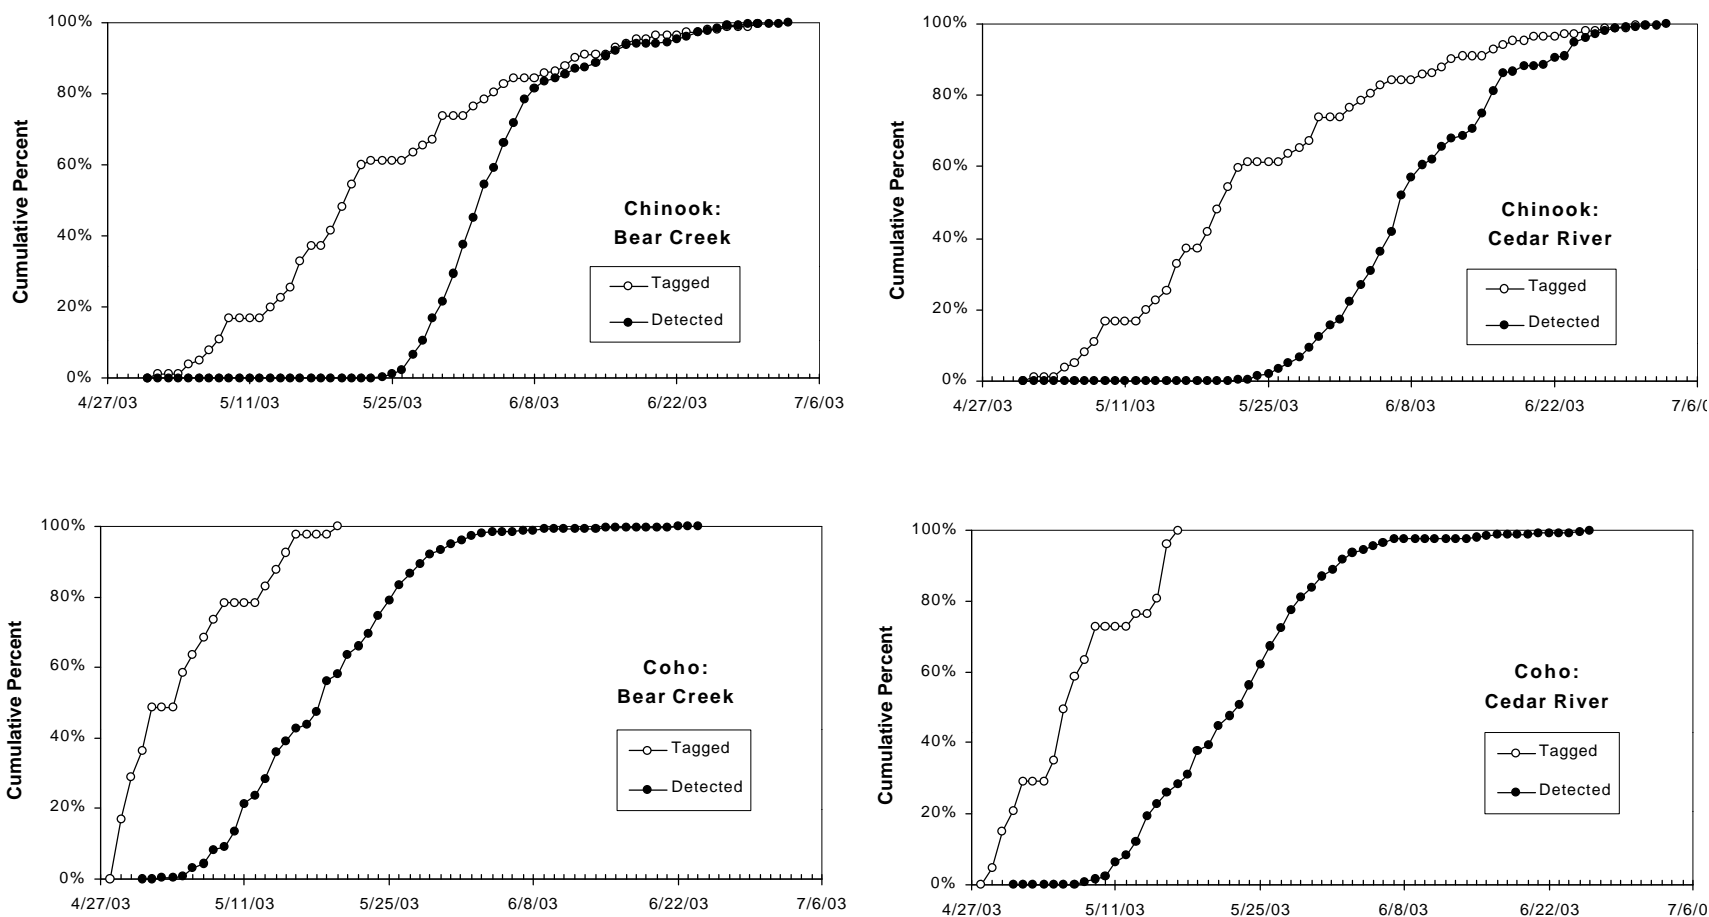 100%
80%
60%
40%
20%
0%
Cumulative Percent
4/27/03
5/11/03
5/25/03
6/8/03
6/22/03
7/6/03
Chinook:
Bear Creek
Tagged
Detected
100%
80%
60%
40%
20%
0%
Cumulative Percent
4/27/03
5/11/03
5/25/03
6/8/03
6/22/03
7/6/0
Chinook:
Cedar River
Tagged
Detected
100%
80%
60%
40%
20%
0%
Cumulative Percent
4/27/03
5/11/03
5/25/03
6/8/03
6/22/03
7/6/03
Coho:
Bear Creek
Tagged
Detected
100%
80%
60%
40%
20%
0%
Cumulative Percent
4/27/03
5/11/03
5/25/03
6/8/03
6/22/03
7/6/0
Coho:
Cedar River
Tagged
Detected